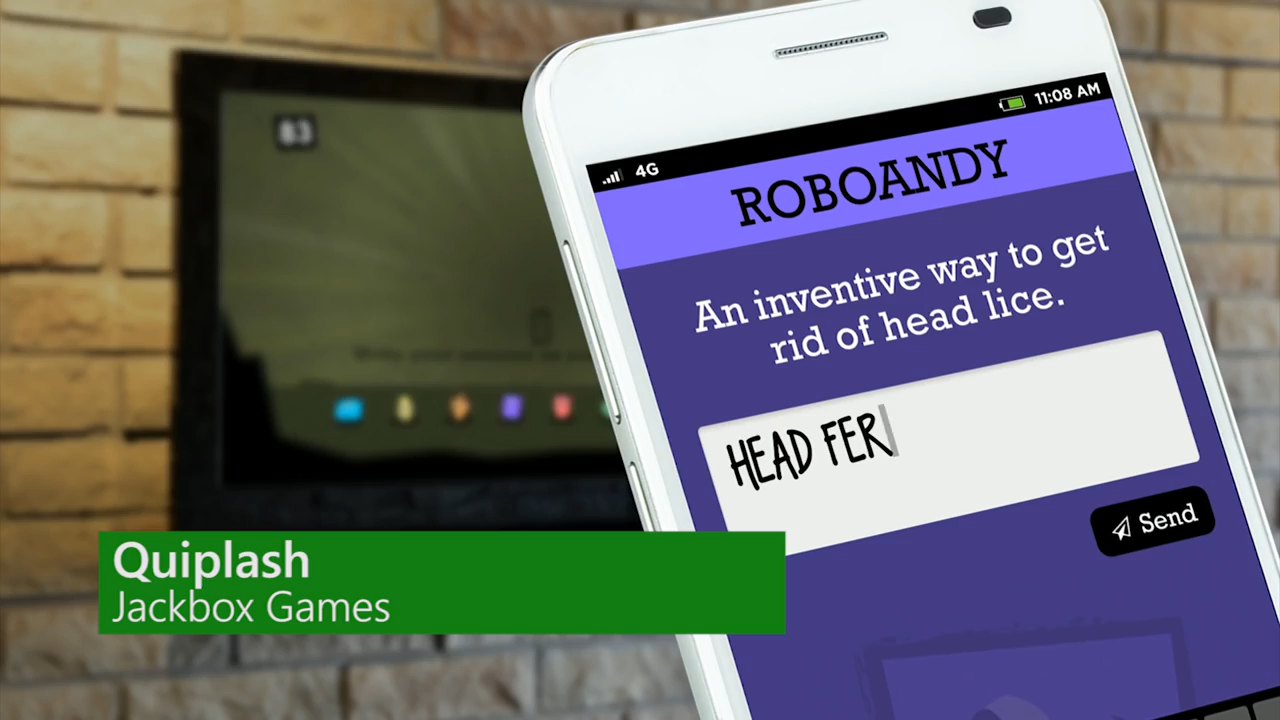 83
4G
11:08 AM
ROBOANDY
An inventive way to get
rid of head lice.
HEAD FER
Send
Quiplash
Jackbox Games